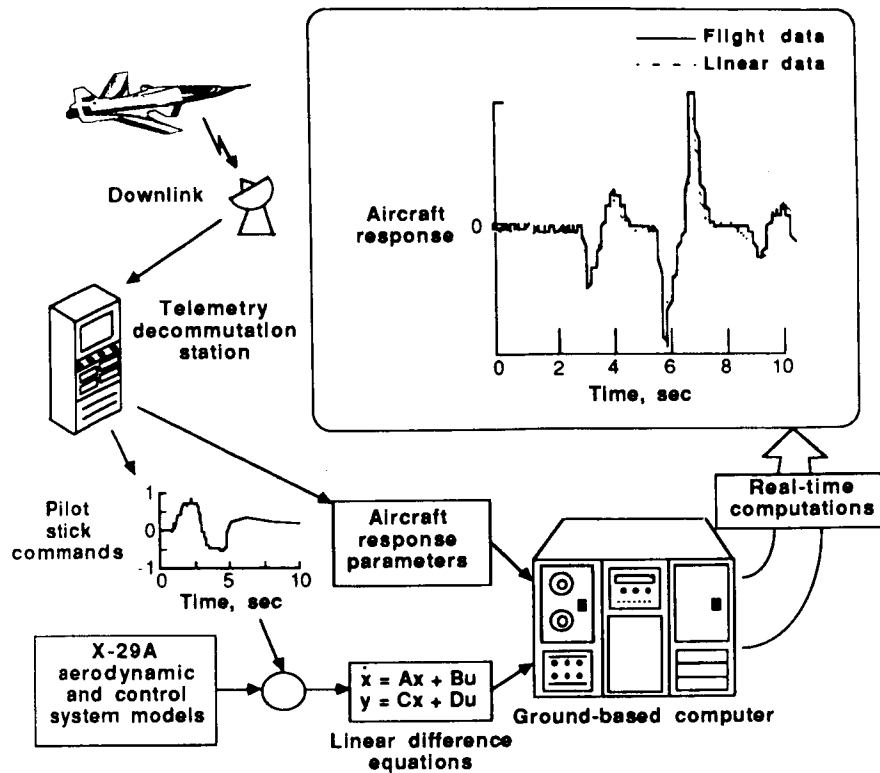 Flight data
Linear data
Downlink
Aircraft
response
0
0
2
4
6
8
10
Time, sec
Telemetry
decommutation
station
Pilot
stick
commands
1
0
-1
0
5
10
Time, sec
Aircraft
response
parameters
Real-time
computations
X-29A
aerodynamic
and control
system models
ẋ = Ax + Bu
y = Cx + Du
Linear difference
equations
Ground-based computer